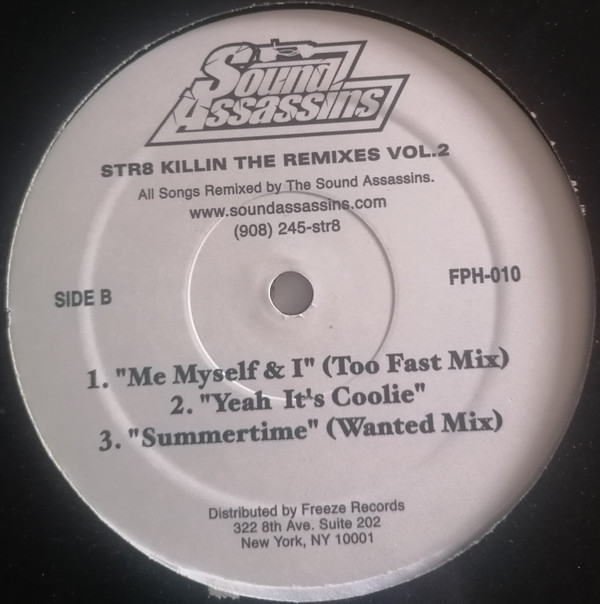 Sound
Assassins
STR8 KILLIN THE REMIXES VOL.2
All Songs Remixed by The Sound Assassins.
www.soundassassins.com
(908) 245-str8
SIDE B
FPH-010
1. "Me Myself & I" (Too Fast Mix)
2. "Yeah It's Coolie"
3. "Summertime" (Wanted Mix)
Distributed by Freeze Records
322 8th Ave. Suite 202
New York, NY 10001